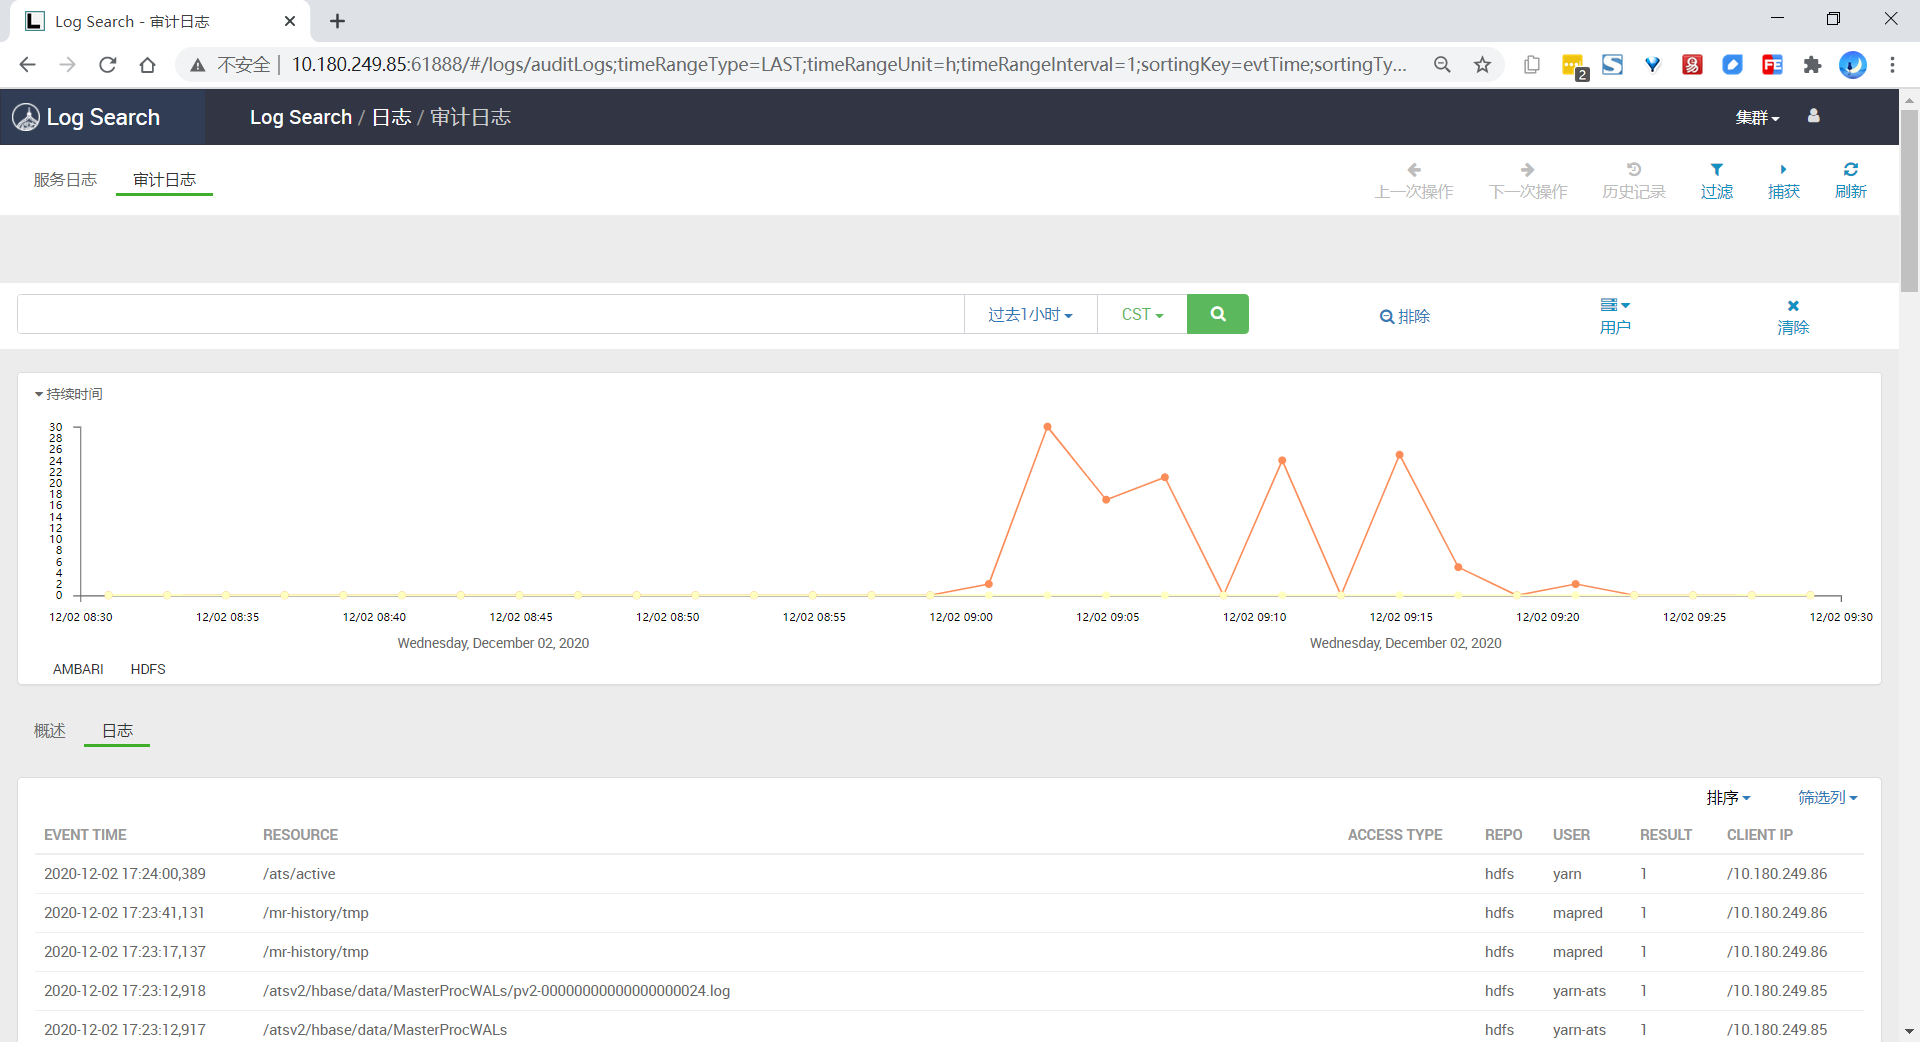 Log Search - 审计日志
不安全 | 10.180.249.85:61888/#/logs/auditLogs;timeRangeType=LAST;timeRangeUnit=h;timeRangeInterval=1;sortingKey=evtTime;sortingTy...
2
FE
Log Search
Log Search / 日志 / 审计日志
集群
服务日志
审计日志
上一次操作
下一次操作
历史记录
过滤
捕获
刷新
过去1小时
CST
排除
用户
清除
持续时间
30
28
26
24
22
20
18
16
14
12
10
8
6
4
2
0
12/02 08:30 12/02 08:35 12/02 08:40 12/02 08:45 12/02 08:50 12/02 08:55 12/02 09:00 12/02 09:05 12/02 09:10 12/02 09:15 12/02 09:20 12/02 09:25 12/02 09:30
Wednesday, December 02, 2020 Wednesday, December 02, 2020
AMBARI HDFS
概述
日志
排序 筛选列
EVENT TIME RESOURCE ACCESS TYPE REPO USER RESULT CLIENT IP
2020-12-02 17:24:00,389 /ats/active hdfs yarn 1 /10.180.249.86
2020-12-02 17:23:41,131 /mr-history/tmp hdfs mapred 1 /10.180.249.86
2020-12-02 17:23:17,137 /mr-history/tmp hdfs mapred 1 /10.180.249.86
2020-12-02 17:23:12,918 /atsv2/hbase/data/MasterProcWALs/pv2-00000000000000000024.log hdfs yarn-ats 1 /10.180.249.85
2020-12-02 17:23:12,917 /atsv2/hbase/data/MasterProcWALs hdfs yarn-ats 1 /10.180.249.85